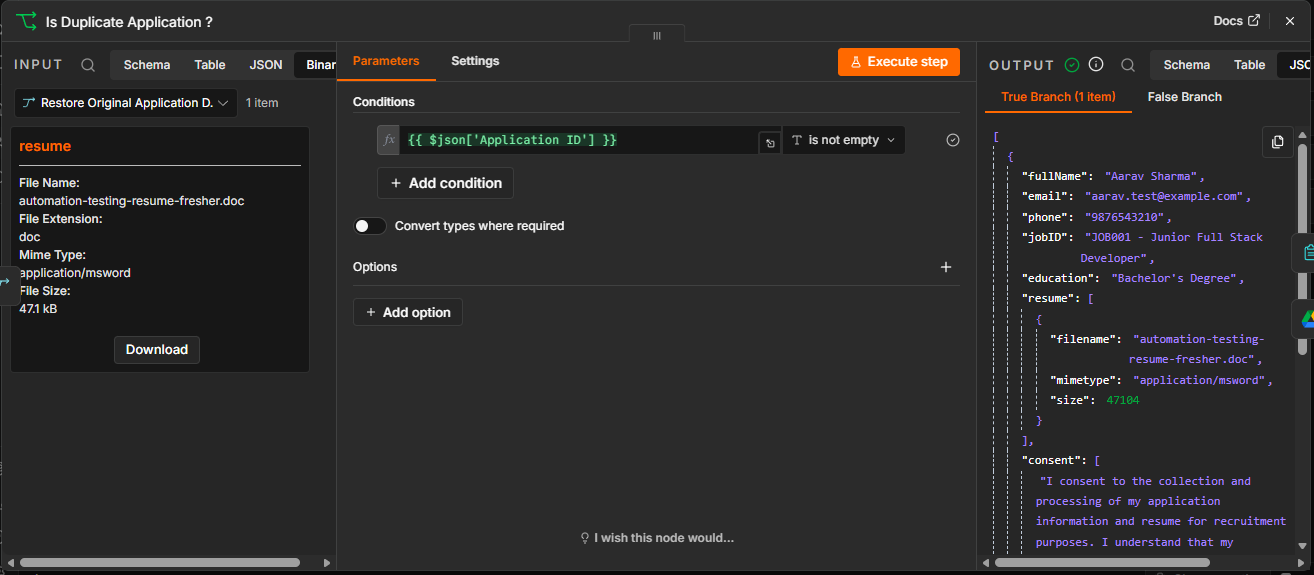 Is Duplicate Application ?
Docs
INPUT
Schema
Table
JSON
Binar
Restore Original Application D.
1 item
resume
File Name:
automation-testing-resume-fresher.doc
File Extension:
doc
Mime Type:
application/msword
File Size:
47.1 kB
Download
Parameters
Settings
Execute step
Conditions
fx
{{ $json['Application ID'] }}
T is not empty
+ Add condition
Convert types where required
Options
+ Add option
I wish this node would...
OUTPUT
Schema
Table
JSC
True Branch (1 item)
False Branch
[
{
"fullName": "Aarav Sharma",
"email": "aarav.test@example.com",
"phone": "9876543210",
"jobID": "JOB001 - Junior Full Stack
Developer",
"education": "Bachelor's Degree",
"resume": [
{
"filename": "automation-testing-
resume-fresher.doc",
"mimetype": "application/msword",
"size": 47104
}
],
"consent": [
"I consent to the collection and
processing of my application
information and resume for recruitment
purposes. I understand that my